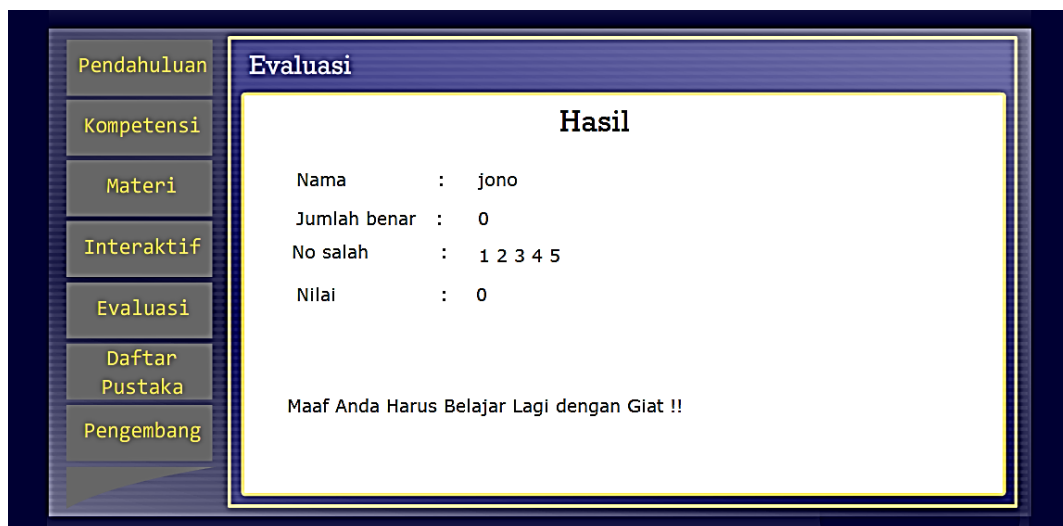 Pendahuluan
Kompetensi
Materi
Interaktif
Evaluasi
Daftar
Pustaka
Pengembang
Evaluasi
Hasil
Nama : jono
Jumlah benar : 0
No salah : 1 2 3 4 5
Nilai : 0
Maaf Anda Harus Belajar Lagi dengan Giat !!